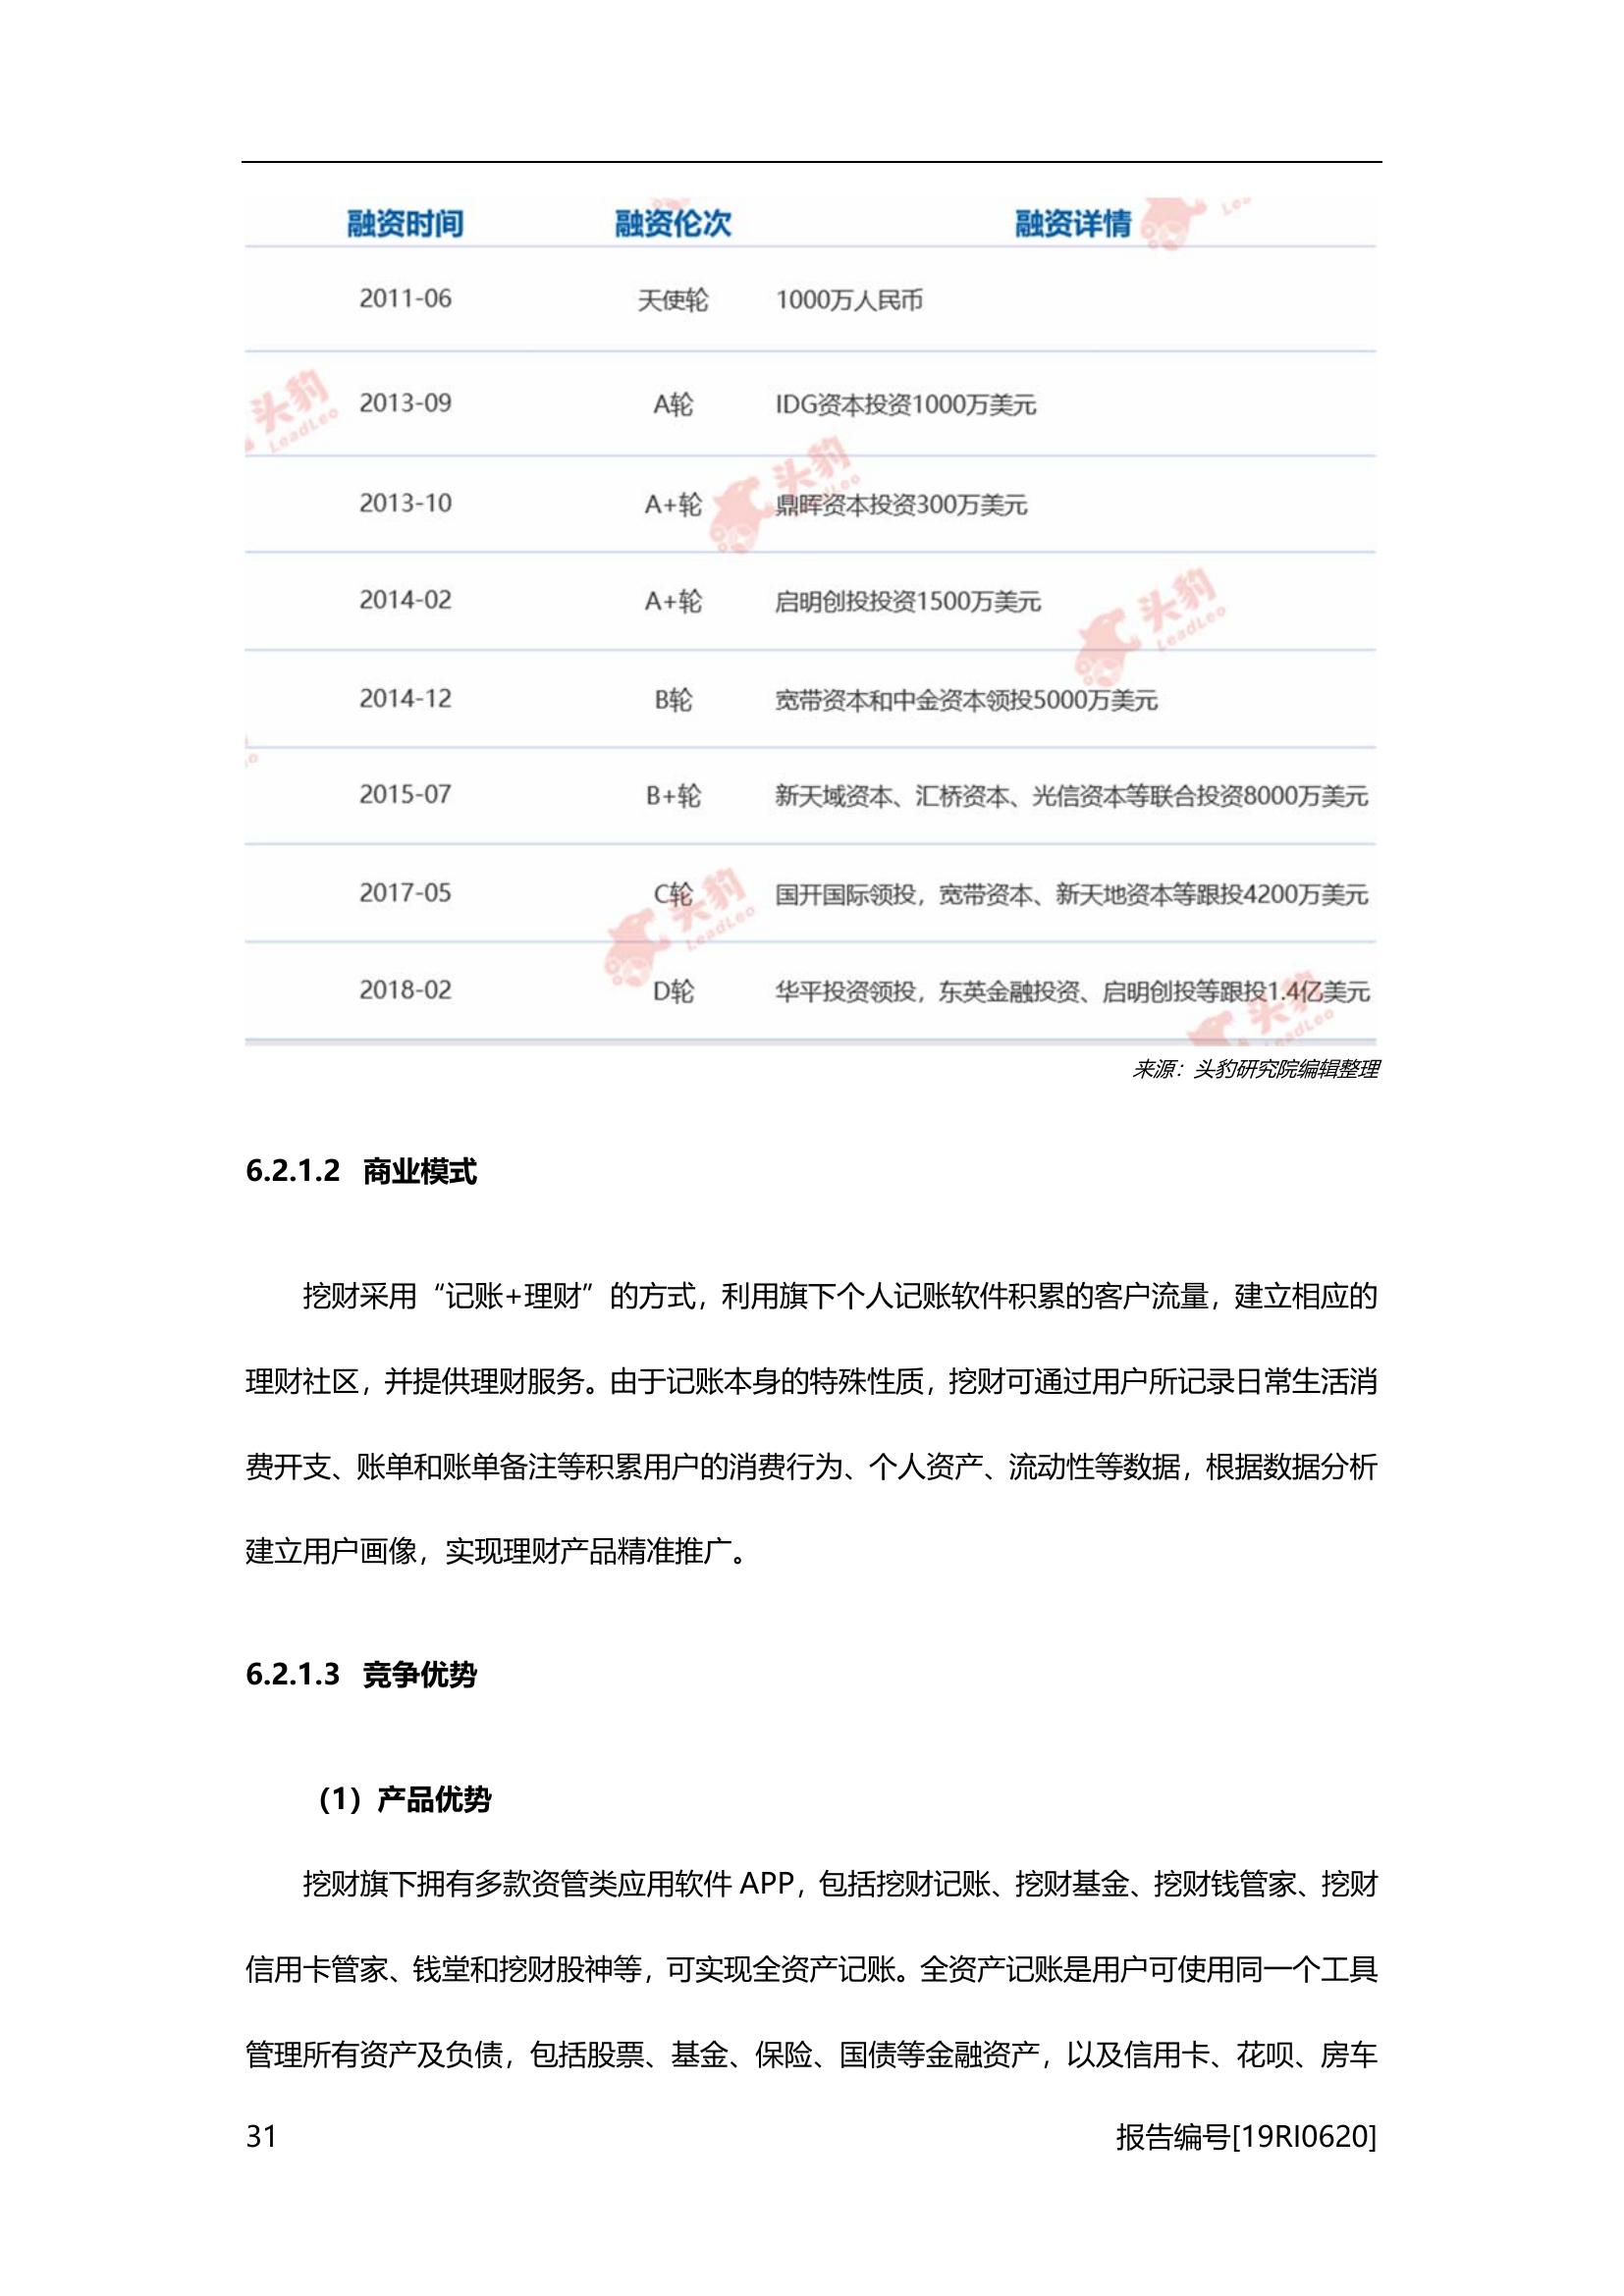 融资时间 融资伦次 融资详情
2011-06 天使轮 1000万人民币
2013-09 A轮 IDG资本投资1000万美元
2013-10 A+轮 鼎晖资本投资300万美元
2014-02 A+轮 启明创投投资1500万美元
2014-12 B轮 宽带资本和中金资本领投5000万美元
2015-07 B+轮 新天域资本、汇桥资本、光信资本等联合投资8000万美元
2017-05 C轮 国开国际领投，宽带资本、新天地资本等跟投4200万美元
2018-02 D轮 华平投资领投，东英金融投资、启明创投等跟投1.4亿美元
头豹
LeadLeo
头豹
LeadLeo
头豹
LeadLeo
头豹
LeadLeo
头豹
LeadLeo
来源：头豹研究院编辑整理
6.2.1.2 商业模式
挖财采用“记账+理财”的方式，利用旗下个人记账软件积累的客户流量，建立相应的
理财社区，并提供理财服务。由于记账本身的特殊性质，挖财可通过用户所记录日常生活消
费开支、账单和账单备注等积累用户的消费行为、个人资产、流动性等数据，根据数据分析
建立用户画像，实现理财产品精准推广。
6.2.1.3 竞争优势
（1）产品优势
挖财旗下拥有多款资管类应用软件 APP，包括挖财记账、挖财基金、挖财钱管家、挖财
信用卡管家、钱堂和挖财股神等，可实现全资产记账。全资产记账是用户可使用同一个工具
管理所有资产及负债，包括股票、基金、保险、国债等金融资产，以及信用卡、花呗、房车
31 报告编号[19RI0620]